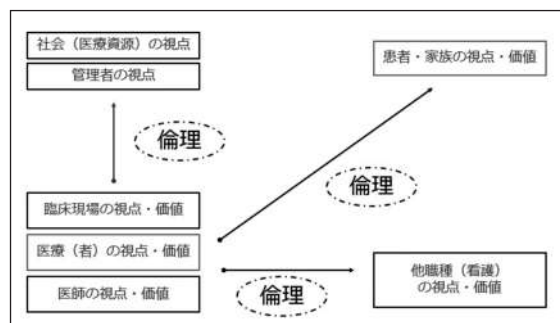 社会（医療資源）の視点
管理者の視点
患者・家族の視点・価値
倫理
倫理
臨床現場の視点・価値
医療（者）の視点・価値
医師の視点・価値
倫理
他職種（看護）
の視点・価値